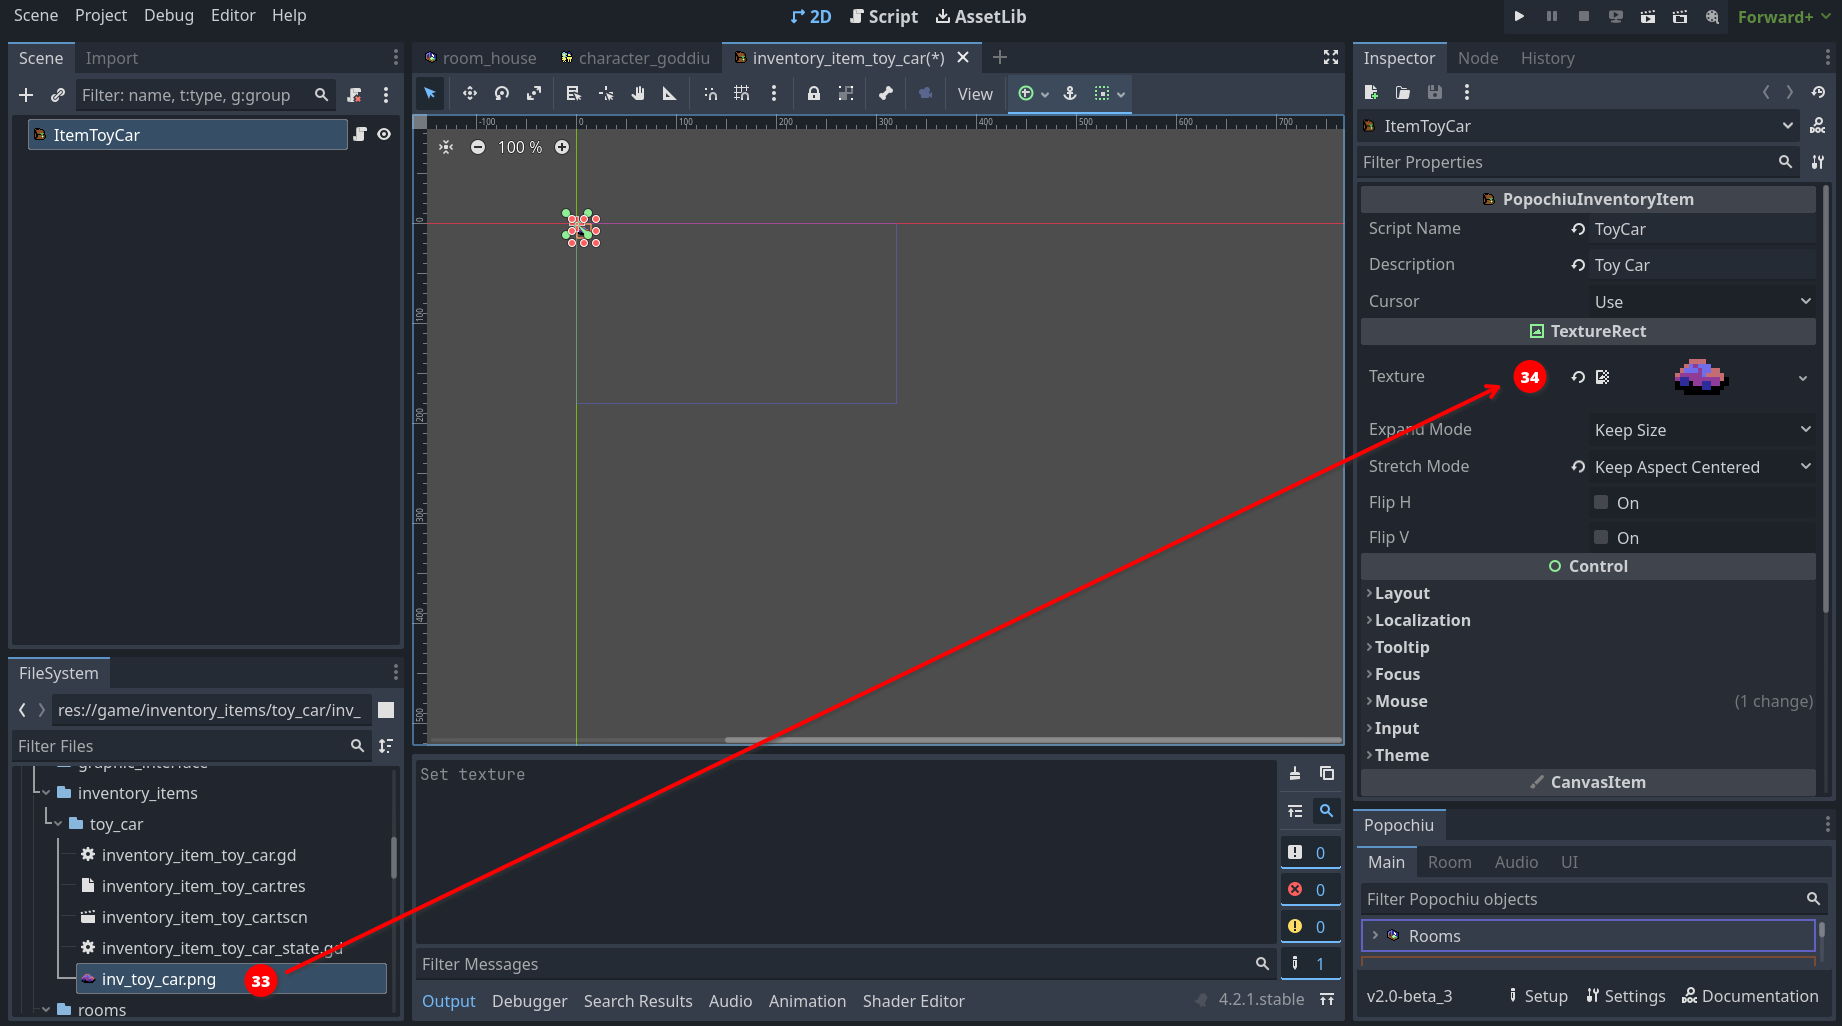 Scene Project Debug Editor Help
2D Script AssetLib
Forward+
Scene Import
Filter: name, t:type, g:group
ItemToyCar
room_house character_goddiu inventory_item_toy_car(*)
View
-100 0 100 200 300 400 500 600 700
100 %
0
100
200
300
400
500
Inspector Node History
ItemToyCar
Filter Properties
PopochiuInventoryItem
Script Name ToyCar
Description Toy Car
Cursor Use
TextureRect
Texture 34
Expand Mode Keep Size
Stretch Mode Keep Aspect Centered
Flip H On
Flip V On
Control
Layout
Localization
Tooltip
Focus
Mouse (1 change)
Input
Theme
CanvasItem
FileSystem
res://game/inventory_items/toy_car/inv_
Filter Files
graphic_interface
inventory_items
toy_car
inventory_item_toy_car.gd
inventory_item_toy_car.tres
inventory_item_toy_car.tscn
inventory_item_toy_car_state.gd
inv_toy_car.png 33
rooms
Set texture
0
0
0
Filter Messages 1
Output Debugger Search Results Audio Animation Shader Editor 4.2.1.stable
Popochiu
Main Room Audio UI
Filter Popochiu objects
Rooms
v2.0-beta_3 Setup Settings Documentation